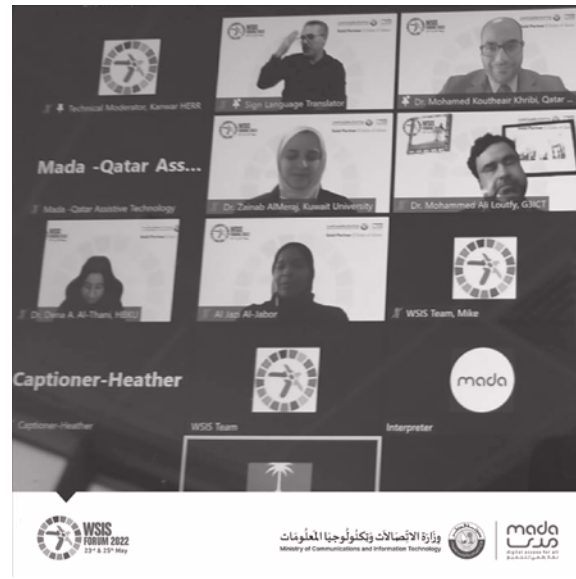 Technical Moderator, Kanwar HERR
Sign Language Translator
Dr. Mohamed Koutheair Khribi, Qatar ...
Mada -Qatar Ass...
Mada -Qatar Assistive Technology
WSIS
FORUM 2022
Dr. Zainab AlMeraj, Kuwait University
Dr. Mohammed Ali Loutfy, G3ICT
Dr. Dena A. Al-Thani, HBKU
Al Jazi Al-Jabor
WSIS Team, Mike
Captioner-Heather
Captioner-Heather
WSIS Team
mada
Interpreter
WSIS
FORUM 2022
23rd & 25th May
وزارة الاتصالات وتكنولوجيا المعلومات
Ministry of Communications and Information Technology
mada
مدى
digital access for all